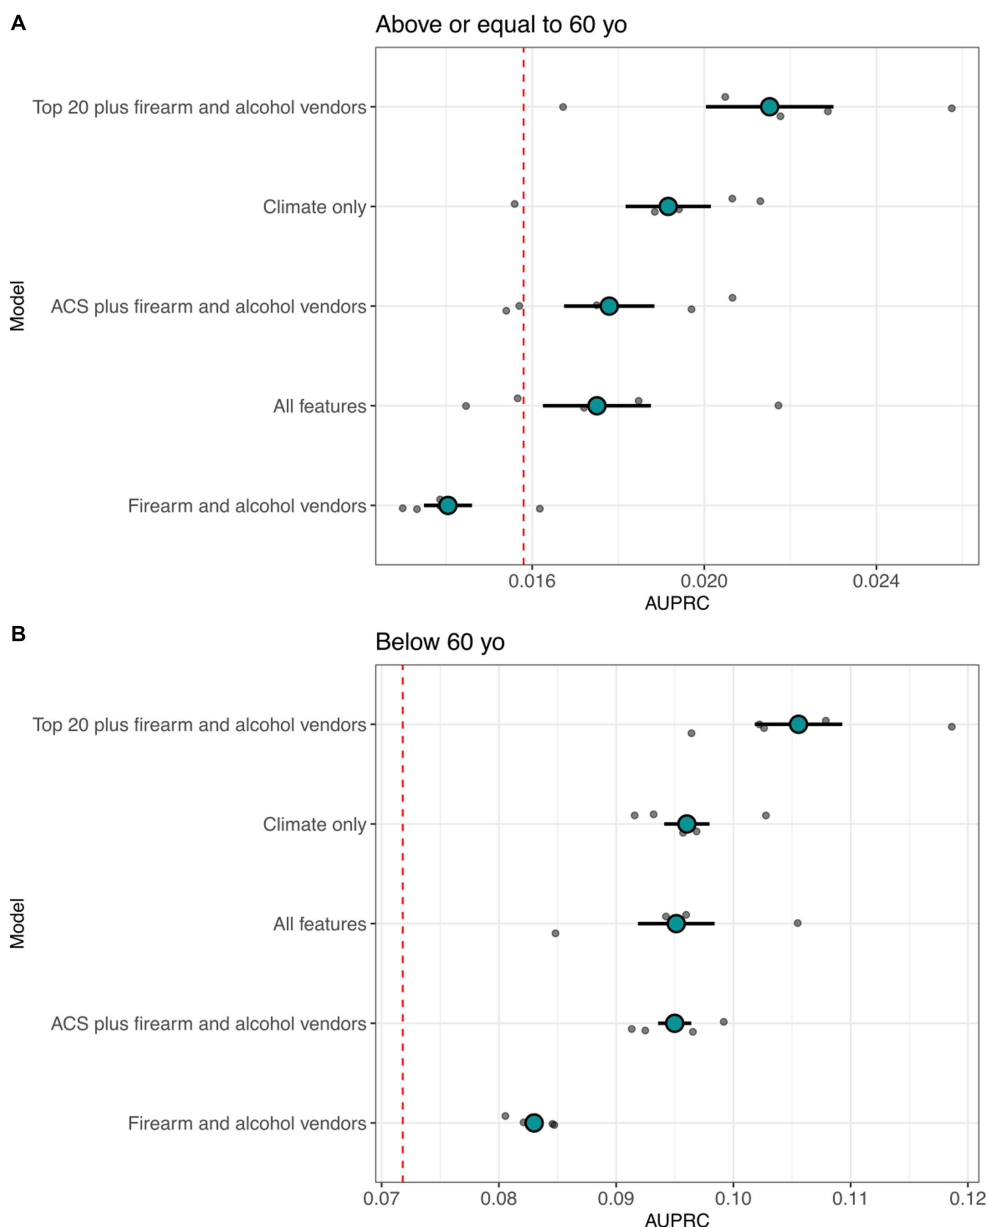 A
Above or equal to 60 yo
Top 20 plus firearm and alcohol vendors
Climate only
ACS plus firearm and alcohol vendors
All features
Firearm and alcohol vendors
Model
0.016 0.020 0.024
AUPRC
B
Below 60 yo
Top 20 plus firearm and alcohol vendors
Climate only
All features
ACS plus firearm and alcohol vendors
Firearm and alcohol vendors
Model
0.07 0.08 0.09 0.10 0.11 0.12
AUPRC